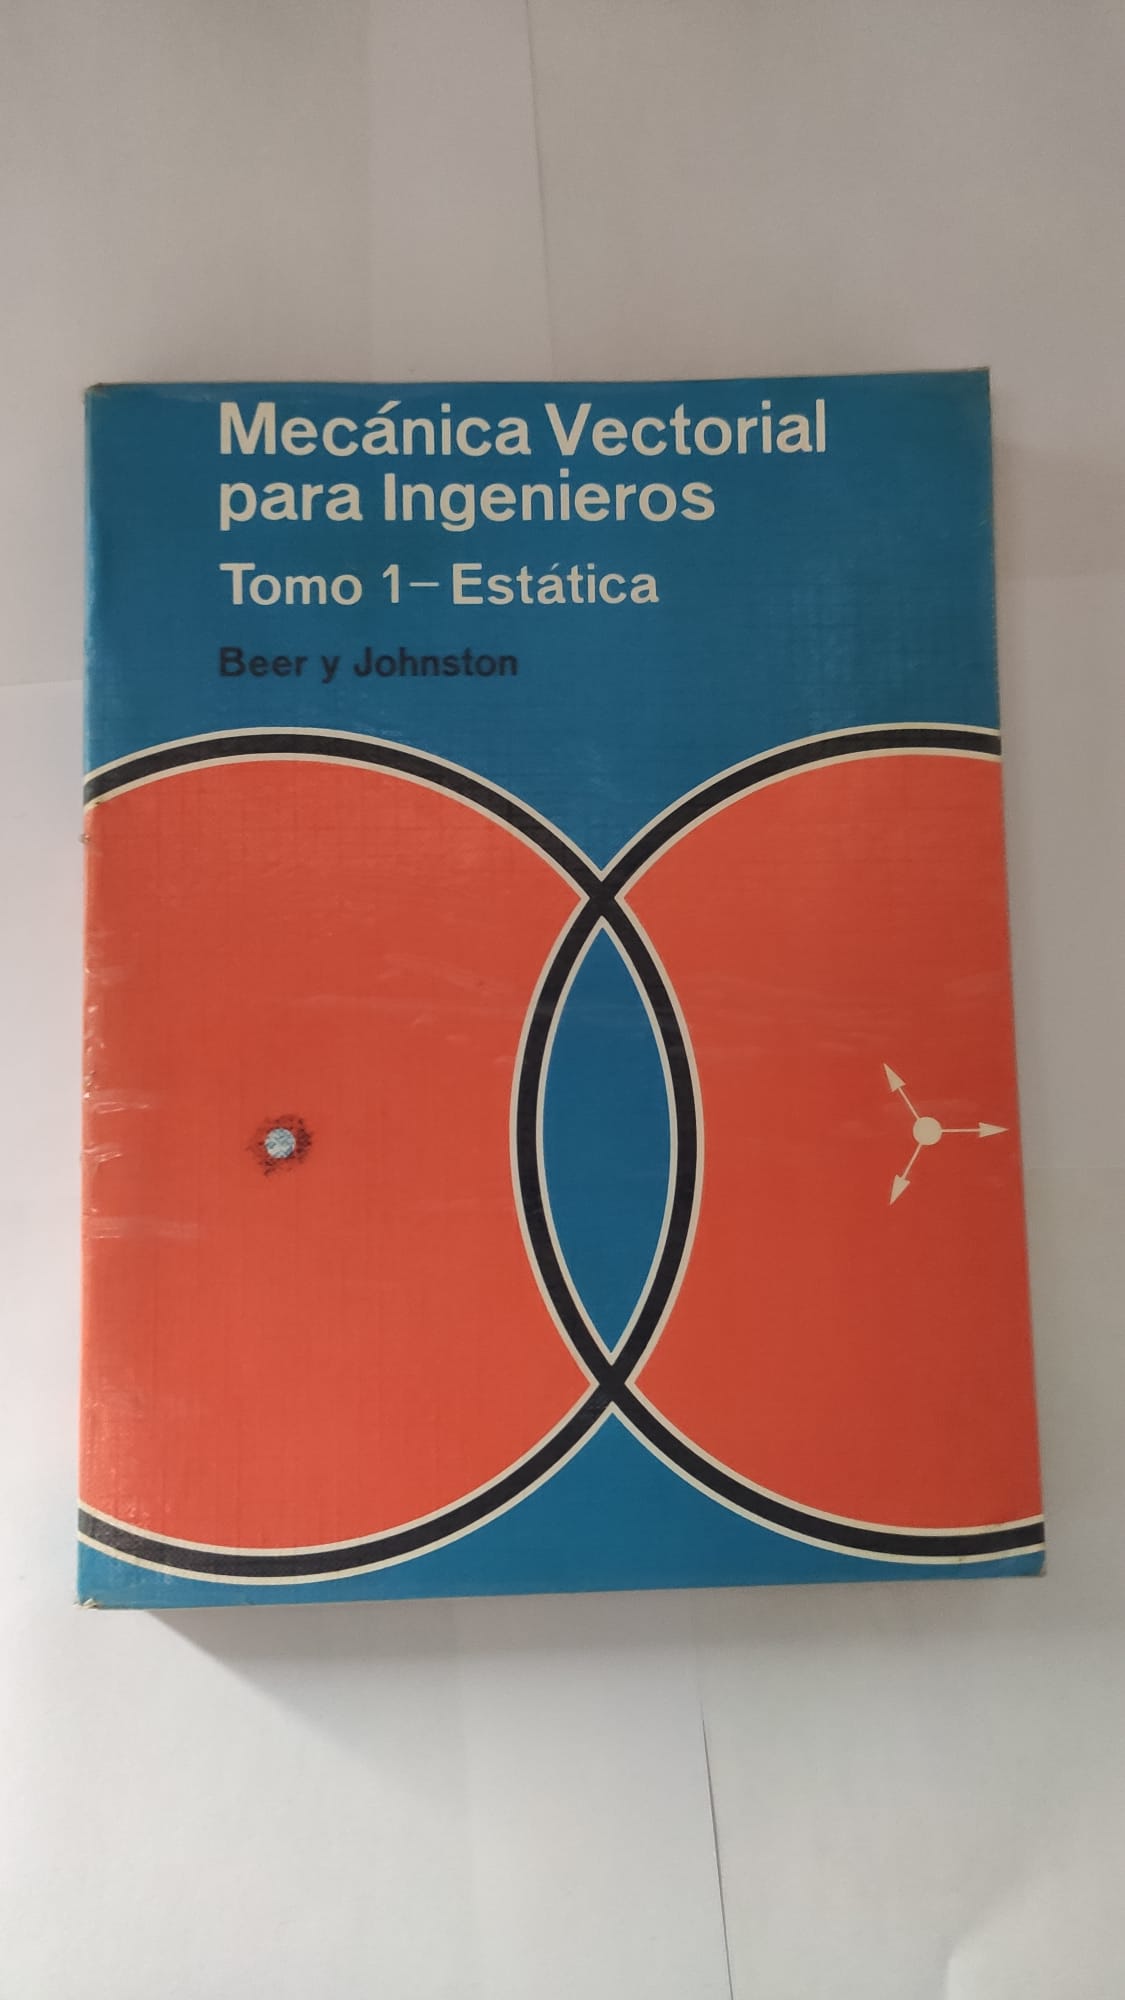 Mecánica Vectorial
para Ingenieros
Tomo 1 – Estática
Beer y Johnston